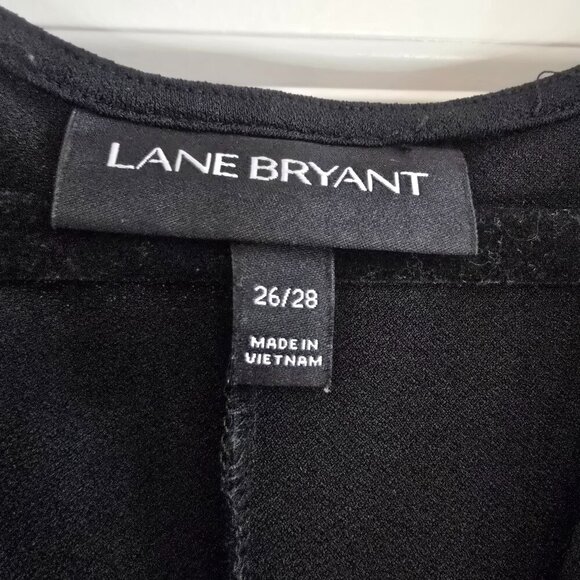 LANE BRYANT
26/28
MADE IN
VIETNAM